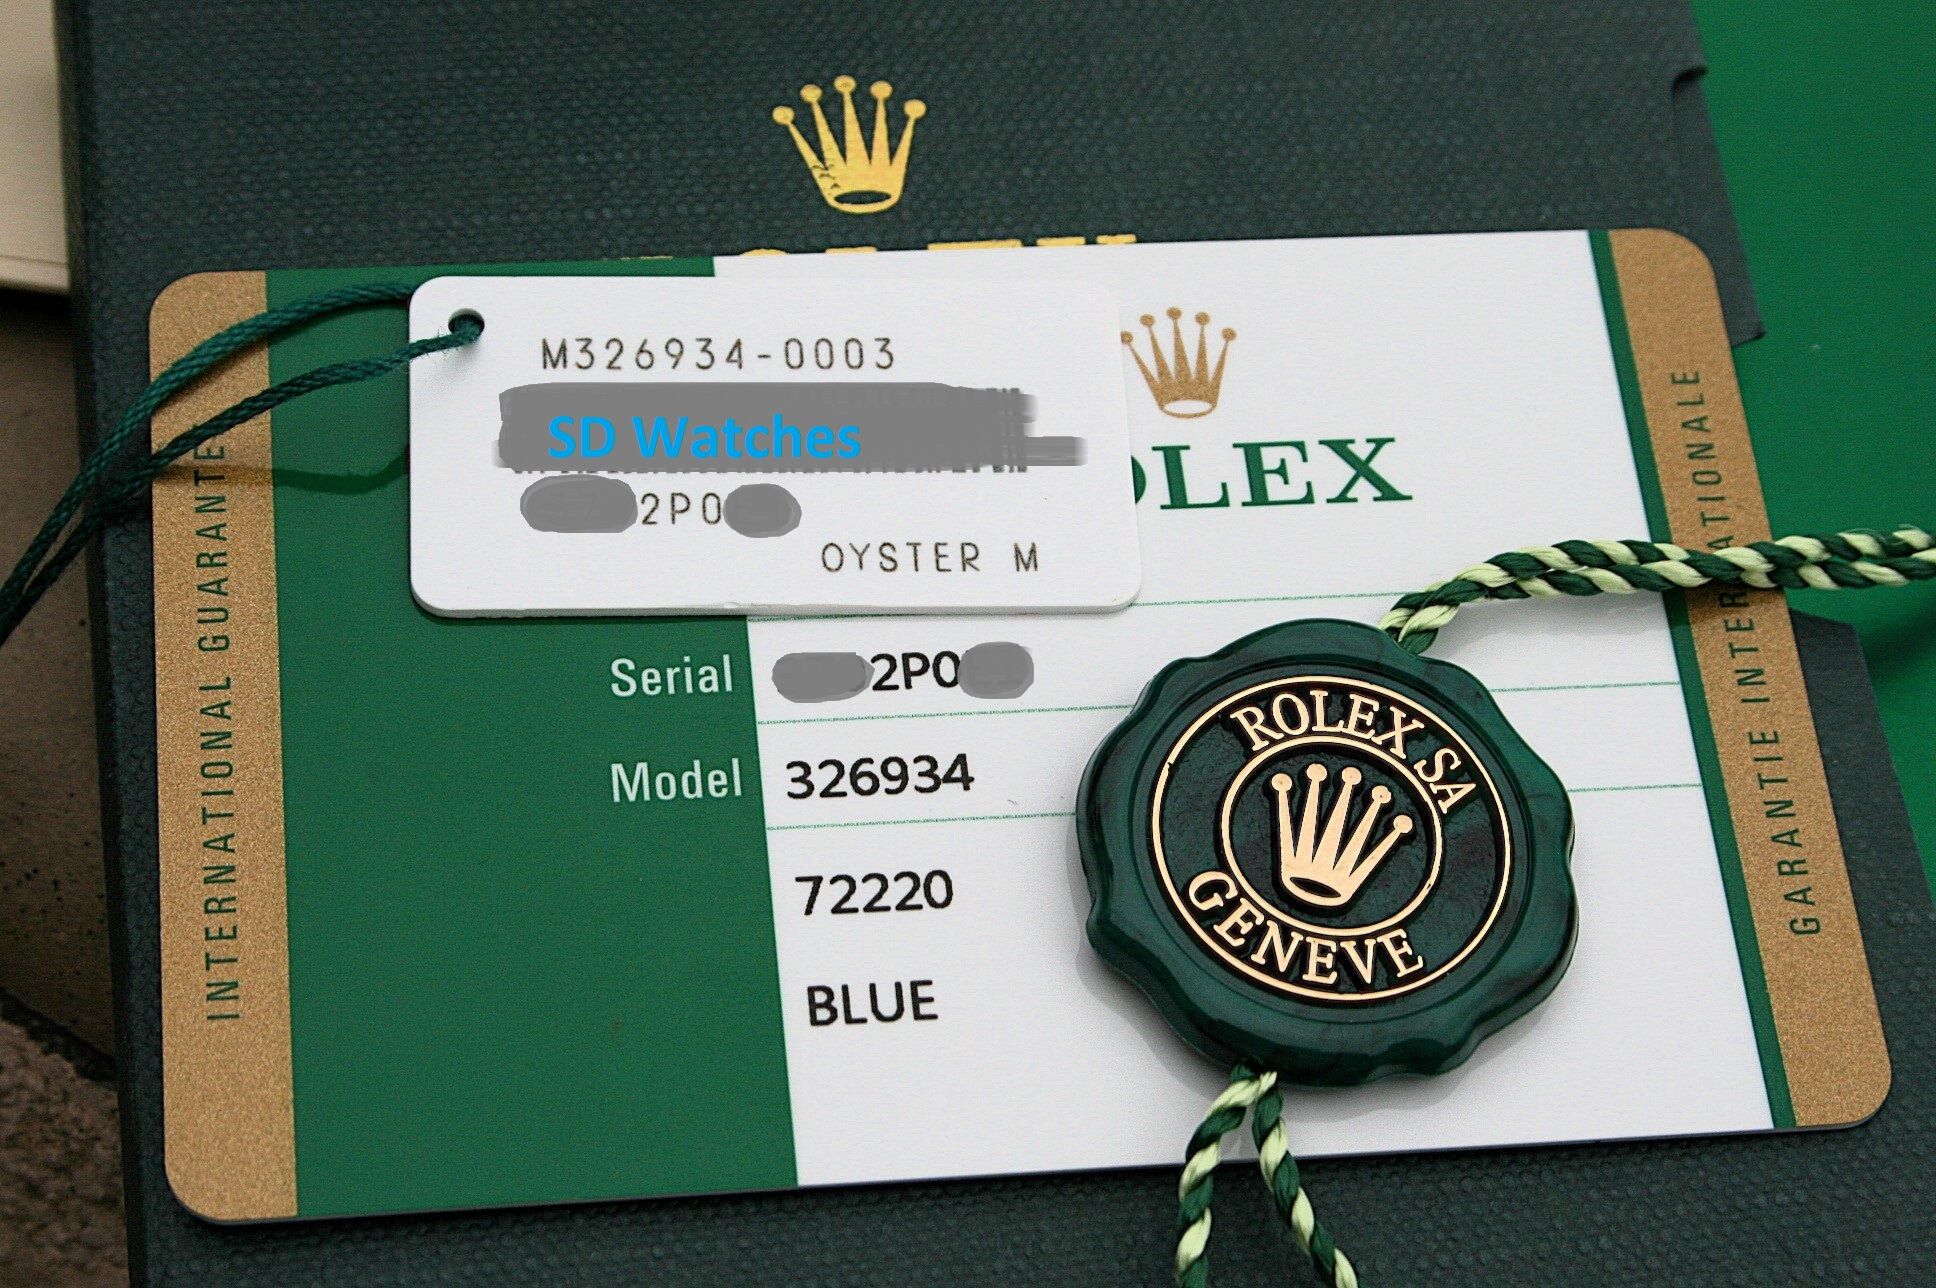 M326934-0003
SD Watches
2P0
OYSTER M
OLEX
Serial 2P0
Model 326934
72220
BLUE
INTERNATIONAL GUARANTE
GARANTIE INTERNATIONALE
ROLEX SA
GENEVE